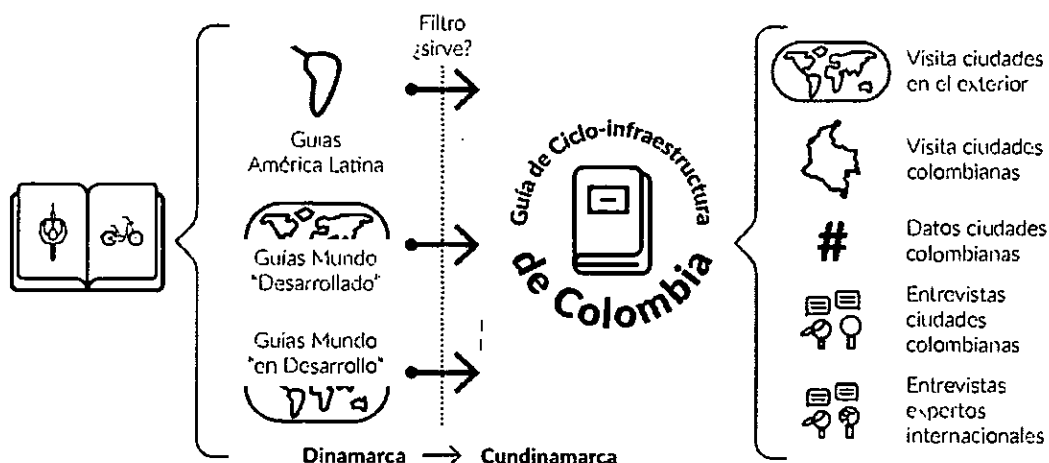 Filtro
¿sirve?
Guías
América Latina
Guías Mundo
"Desarrollado"
Guías Mundo
"en Desarrollo"
Dinamarca → Cundinamarca
Guía de Ciclo-infraestructura
de Colombia
Visita ciudades
en el exterior
Visita ciudades
colombianas
#
Datos ciudades
colombianas
Entrevistas
ciudades
colombianas
Entrevistas
expertos
internacionales